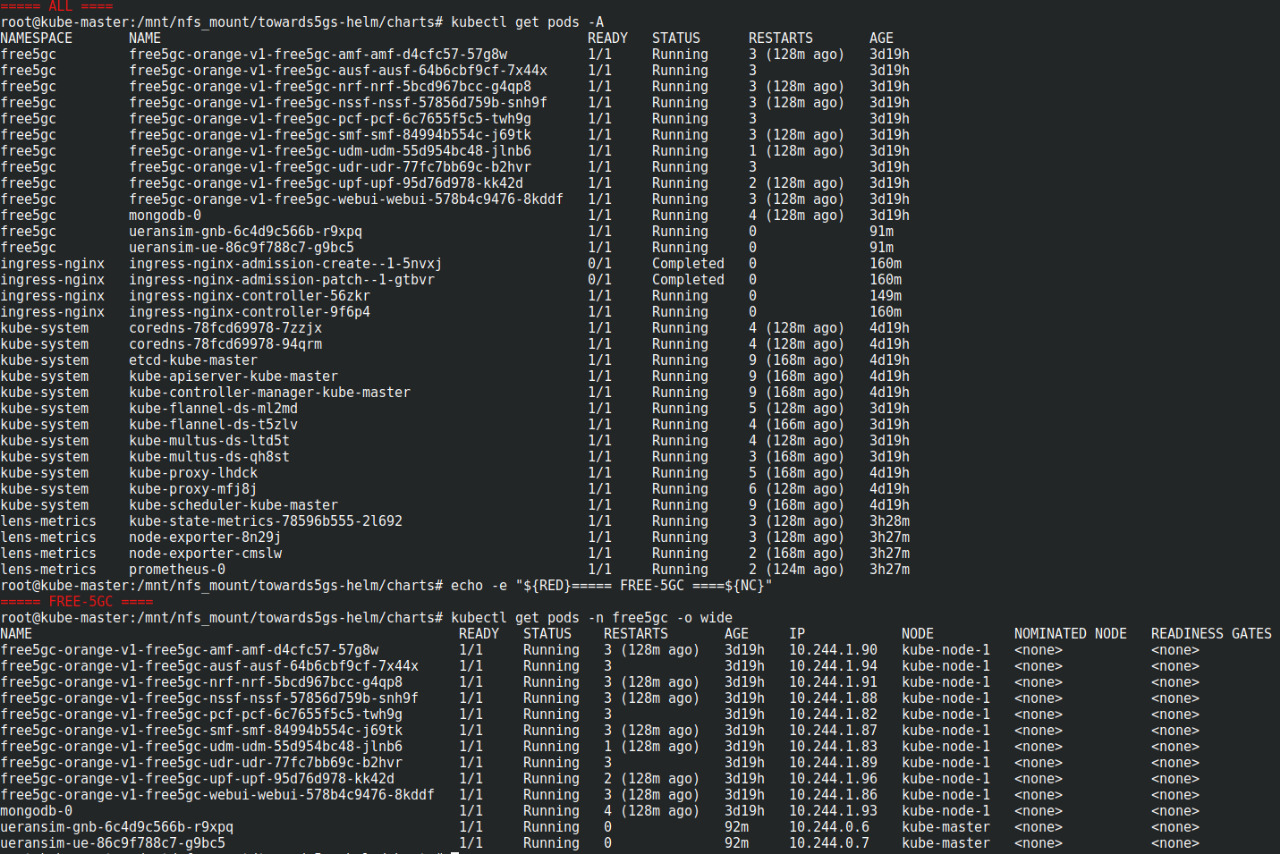 ===== ALL ====
root@kube-master:/mnt/nfs_mount/towards5gs-helm/charts# kubectl get pods -A
NAMESPACE NAME READY STATUS RESTARTS AGE
free5gc free5gc-orange-v1-free5gc-amf-amf-d4cfc57-57g8w 1/1 Running 3 (128m ago) 3d19h
free5gc free5gc-orange-v1-free5gc-ausf-ausf-64b6cbf9cf-7x44x 1/1 Running 3 3d19h
free5gc free5gc-orange-v1-free5gc-nrf-nrf-5bcd967bcc-g4qp8 1/1 Running 3 (128m ago) 3d19h
free5gc free5gc-orange-v1-free5gc-nssf-nssf-57856d759b-snh9f 1/1 Running 3 (128m ago) 3d19h
free5gc free5gc-orange-v1-free5gc-pcf-pcf-6c7655f5c5-twh9g 1/1 Running 3 3d19h
free5gc free5gc-orange-v1-free5gc-smf-smf-84994b554c-j69tk 1/1 Running 3 (128m ago) 3d19h
free5gc free5gc-orange-v1-free5gc-udm-udm-55d954bc48-jlnb6 1/1 Running 1 (128m ago) 3d19h
free5gc free5gc-orange-v1-free5gc-udr-udr-77fc7bb69c-b2hvr 1/1 Running 3 3d19h
free5gc free5gc-orange-v1-free5gc-upf-upf-95d76d978-kk42d 1/1 Running 2 (128m ago) 3d19h
free5gc free5gc-orange-v1-free5gc-webui-webui-578b4c9476-8kddf 1/1 Running 3 (128m ago) 3d19h
free5gc mongodb-0 1/1 Running 4 (128m ago) 3d19h
free5gc ueransim-gnb-6c4d9c566b-r9xpq 1/1 Running 0 91m
free5gc ueransim-ue-86c9f788c7-g9bc5 1/1 Running 0 91m
ingress-nginx ingress-nginx-admission-create--1-5nvxj 0/1 Completed 0 160m
ingress-nginx ingress-nginx-admission-patch--1-gtbvr 0/1 Completed 0 160m
ingress-nginx ingress-nginx-controller-56zkr 1/1 Running 0 149m
ingress-nginx ingress-nginx-controller-9f6p4 1/1 Running 0 160m
kube-system coredns-78fcd69978-7zzjx 1/1 Running 4 (128m ago) 4d19h
kube-system coredns-78fcd69978-94qrm 1/1 Running 4 (128m ago) 4d19h
kube-system etcd-kube-master 1/1 Running 9 (168m ago) 4d19h
kube-system kube-apiserver-kube-master 1/1 Running 9 (168m ago) 4d19h
kube-system kube-controller-manager-kube-master 1/1 Running 9 (168m ago) 4d19h
kube-system kube-flannel-ds-ml2md 1/1 Running 5 (128m ago) 3d19h
kube-system kube-flannel-ds-t5zlv 1/1 Running 4 (166m ago) 3d19h
kube-system kube-multus-ds-ltd5t 1/1 Running 4 (128m ago) 3d19h
kube-system kube-multus-ds-qh8st 1/1 Running 3 (168m ago) 3d19h
kube-system kube-proxy-lhdck 1/1 Running 5 (168m ago) 4d19h
kube-system kube-proxy-mfj8j 1/1 Running 6 (128m ago) 4d19h
kube-system kube-scheduler-kube-master 1/1 Running 9 (168m ago) 4d19h
lens-metrics kube-state-metrics-78596b555-2l692 1/1 Running 3 (128m ago) 3h28m
lens-metrics node-exporter-8n29j 1/1 Running 3 (128m ago) 3h27m
lens-metrics node-exporter-cmslw 1/1 Running 2 (168m ago) 3h27m
lens-metrics prometheus-0 1/1 Running 2 (124m ago) 3h27m
root@kube-master:/mnt/nfs_mount/towards5gs-helm/charts# echo -e "${RED}===== FREE-5GC ====${NC}"
===== FREE-5GC ====
root@kube-master:/mnt/nfs_mount/towards5gs-helm/charts# kubectl get pods -n free5gc -o wide
NAME READY STATUS RESTARTS AGE IP NODE NOMINATED NODE READINESS GATES
free5gc-orange-v1-free5gc-amf-amf-d4cfc57-57g8w 1/1 Running 3 (128m ago) 3d19h 10.244.1.90 kube-node-1 <none> <none>
free5gc-orange-v1-free5gc-ausf-ausf-64b6cbf9cf-7x44x 1/1 Running 3 3d19h 10.244.1.94 kube-node-1 <none> <none>
free5gc-orange-v1-free5gc-nrf-nrf-5bcd967bcc-g4qp8 1/1 Running 3 (128m ago) 3d19h 10.244.1.91 kube-node-1 <none> <none>
free5gc-orange-v1-free5gc-nssf-nssf-57856d759b-snh9f 1/1 Running 3 (128m ago) 3d19h 10.244.1.88 kube-node-1 <none> <none>
free5gc-orange-v1-free5gc-pcf-pcf-6c7655f5c5-twh9g 1/1 Running 3 3d19h 10.244.1.82 kube-node-1 <none> <none>
free5gc-orange-v1-free5gc-smf-smf-84994b554c-j69tk 1/1 Running 3 (128m ago) 3d19h 10.244.1.87 kube-node-1 <none> <none>
free5gc-orange-v1-free5gc-udm-udm-55d954bc48-jlnb6 1/1 Running 1 (128m ago) 3d19h 10.244.1.83 kube-node-1 <none> <none>
free5gc-orange-v1-free5gc-udr-udr-77fc7bb69c-b2hvr 1/1 Running 3 3d19h 10.244.1.89 kube-node-1 <none> <none>
free5gc-orange-v1-free5gc-upf-upf-95d76d978-kk42d 1/1 Running 2 (128m ago) 3d19h 10.244.1.96 kube-node-1 <none> <none>
free5gc-orange-v1-free5gc-webui-webui-578b4c9476-8kddf 1/1 Running 3 (128m ago) 3d19h 10.244.1.86 kube-node-1 <none> <none>
mongodb-0 1/1 Running 4 (128m ago) 3d19h 10.244.1.93 kube-node-1 <none> <none>
ueransim-gnb-6c4d9c566b-r9xpq 1/1 Running 0 92m 10.244.0.6 kube-master <none> <none>
ueransim-ue-86c9f788c7-g9bc5 1/1 Running 0 92m 10.244.0.7 kube-master <none> <none>